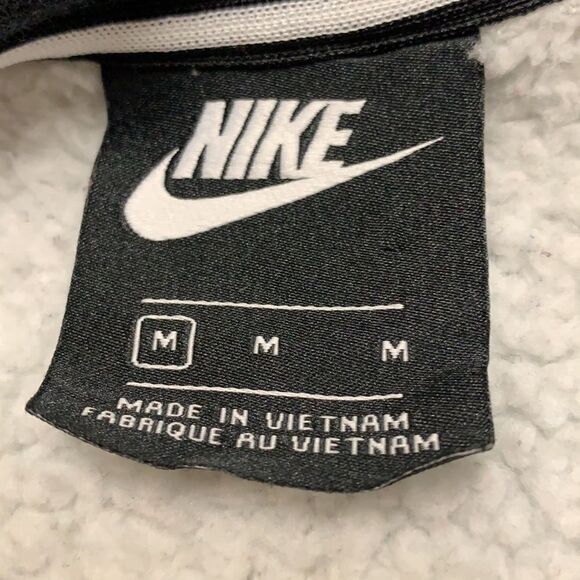 NIKE
M M M
MADE IN VIETNAM
FABRIQUE AU VIETNAM